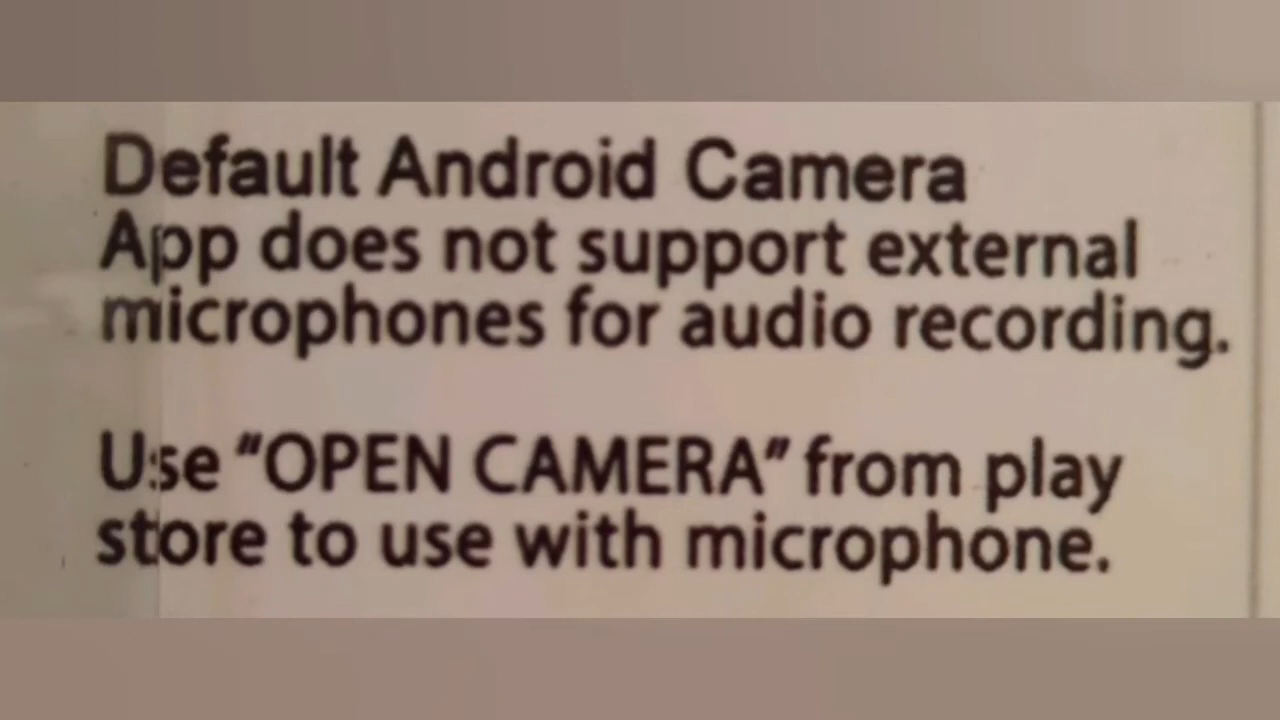 Default Android Camera
App does not support external
microphones for audio recording.
Use "OPEN CAMERA" from play
store to use with microphone.